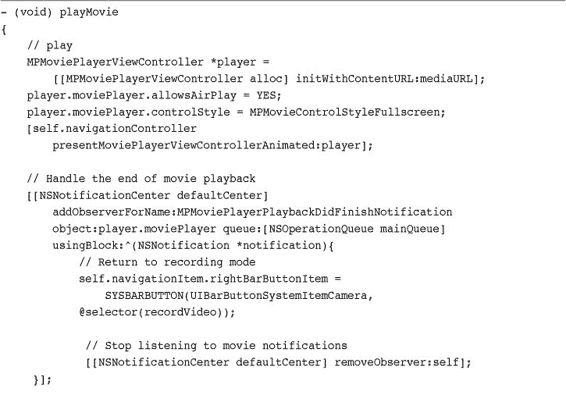 - (void) playMovie
{
    // play
    MPMoviePlayerViewController *player =
        [[MPMoviePlayerViewController alloc] initWithContentURL:mediaURL];
    player.moviePlayer.allowsAirPlay = YES;
    player.moviePlayer.controlStyle = MPMovieControlStyleFullscreen;
    [self.navigationController
        presentMoviePlayerViewControllerAnimated:player];

    // Handle the end of movie playback
    [[NSNotificationCenter defaultCenter]
        addObserverForName:MPMoviePlayerPlaybackDidFinishNotification
        object:player.moviePlayer queue:[NSOperationQueue mainQueue]
        usingBlock:^(NSNotification *notification){
            // Return to recording mode
            self.navigationItem.rightBarButtonItem =
                SYSBARBUTTON(UIBarButtonSystemItemCamera,
            @selector(recordVideo));

             // Stop listening to movie notifications
             [[NSNotificationCenter defaultCenter] removeObserver:self];
     }];